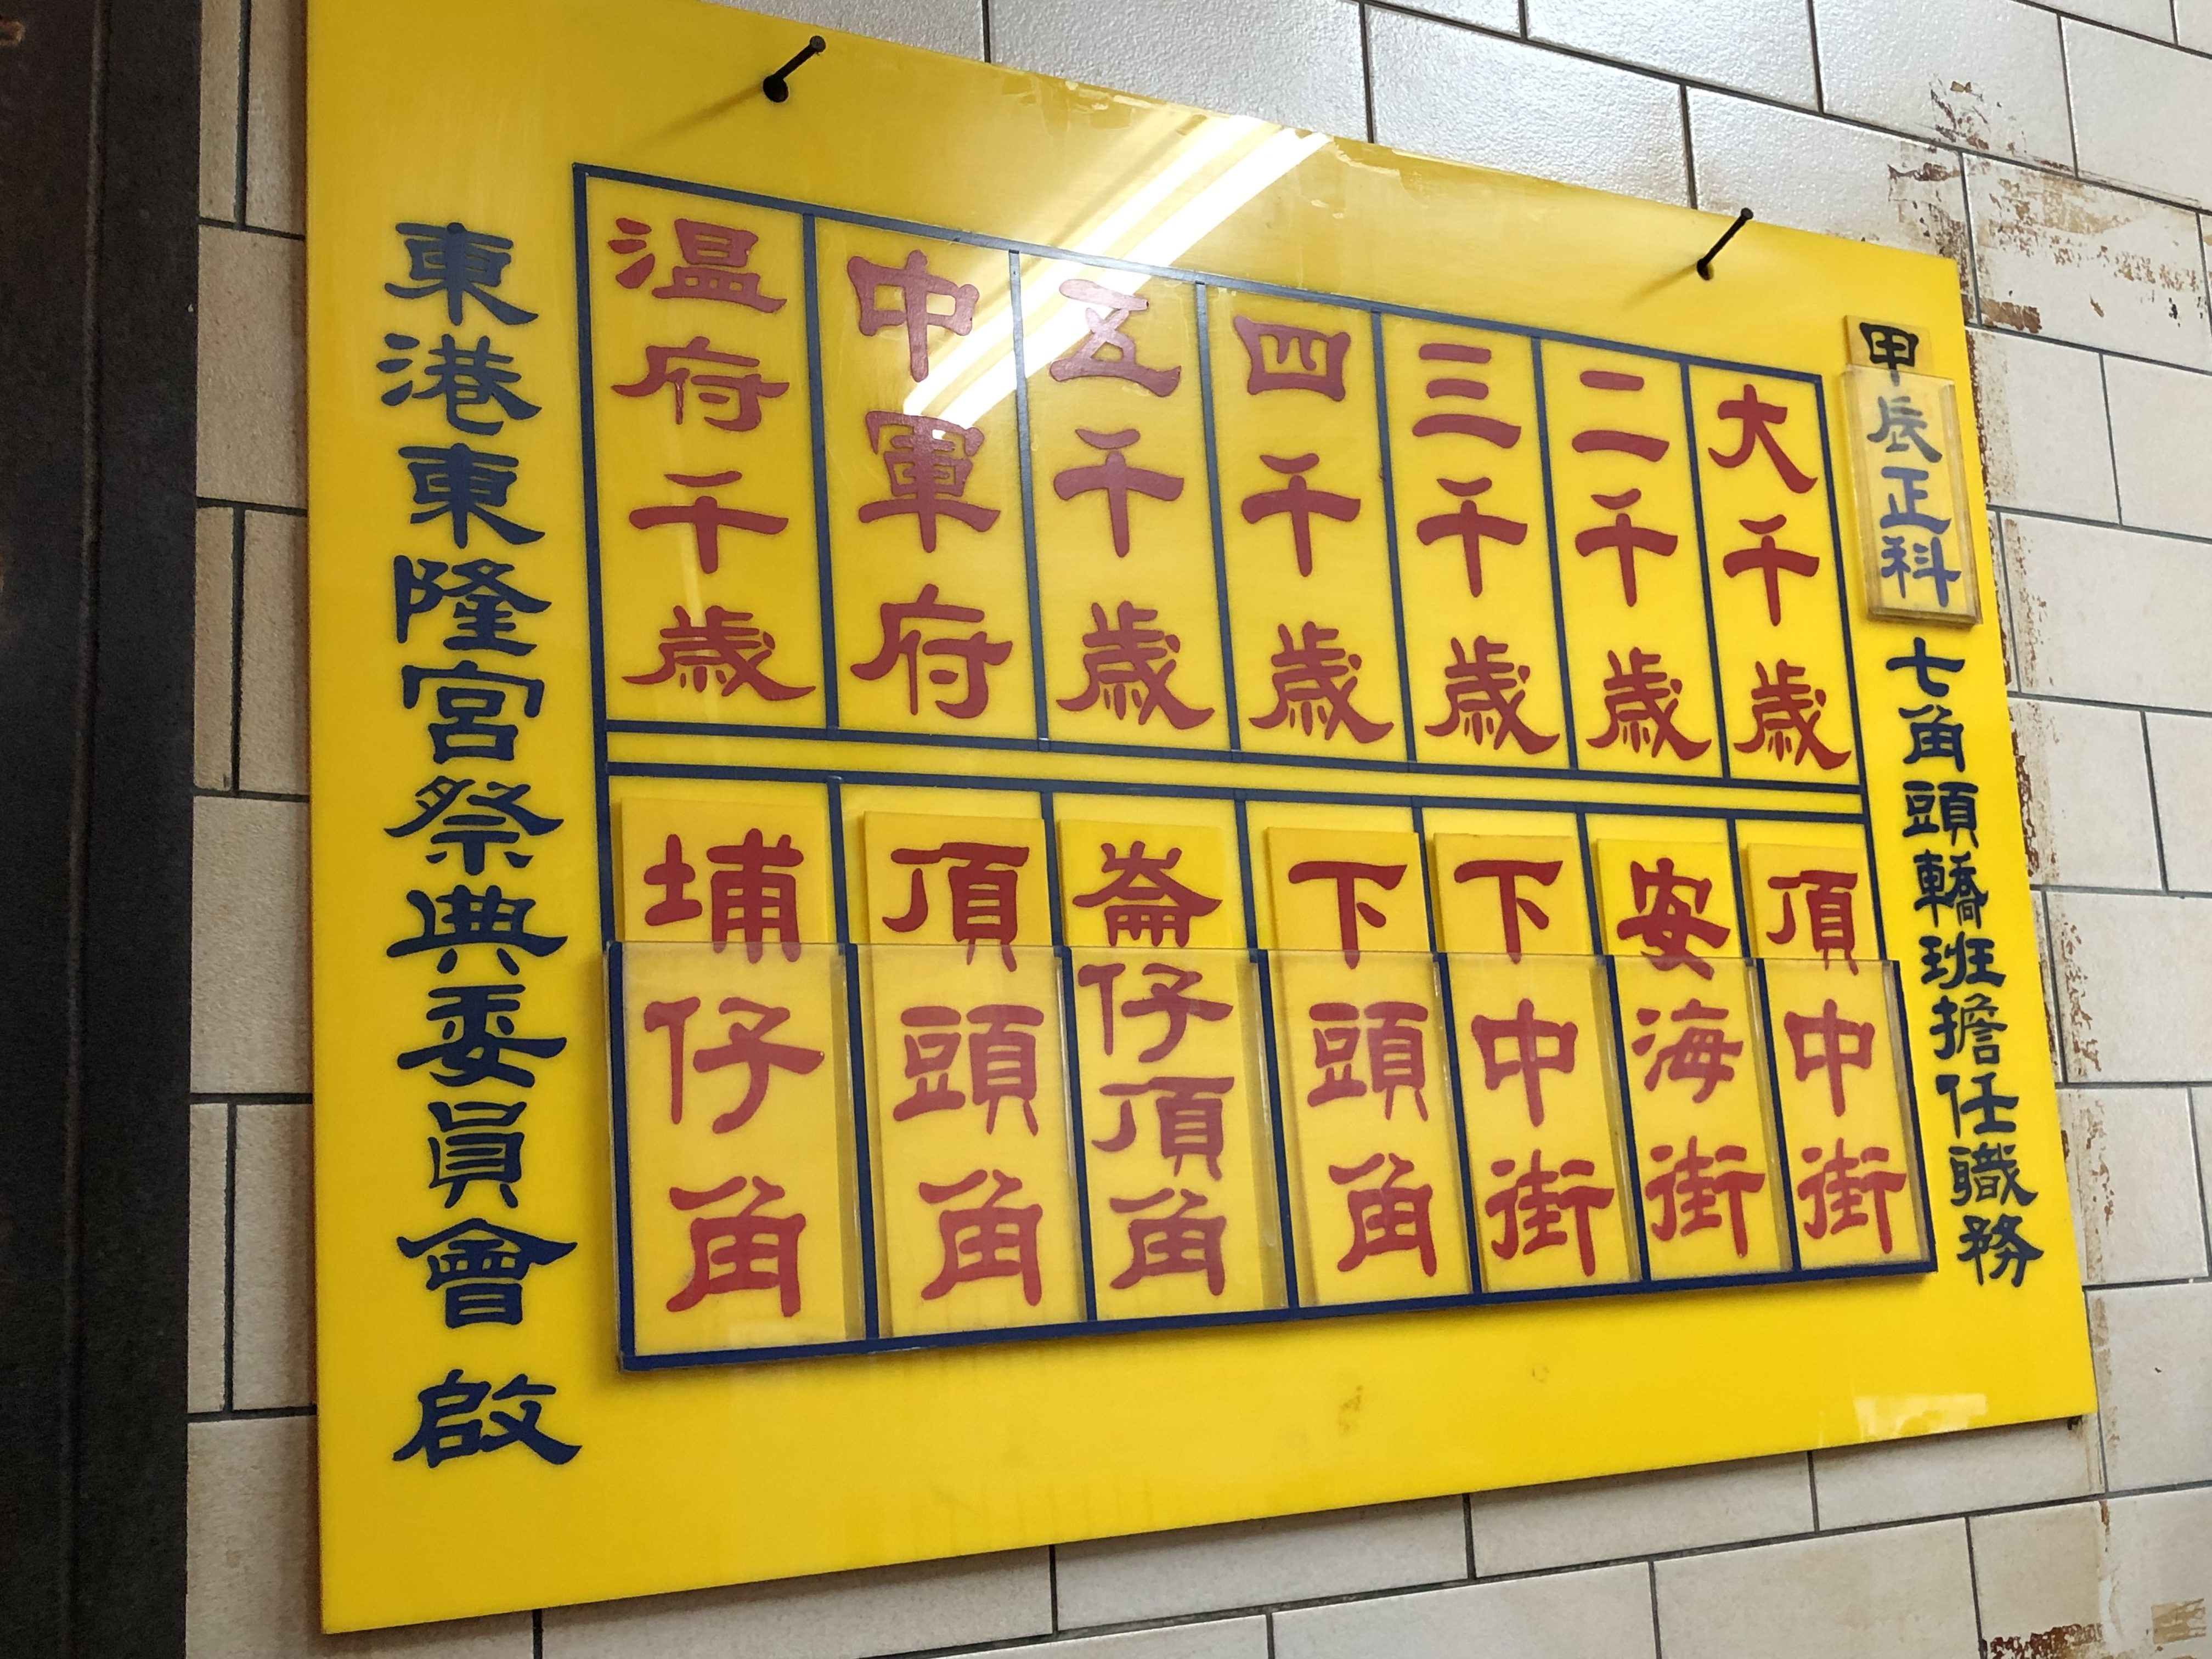 甲辰正科七角頭轎班擔任職務
大千歲
二千歲
三千歲
四千歲
五千歲
中軍府
温府千歲
頂中街
安海街
下中街
下頭角
崙仔頂角
頂頭角
埔仔角
東港東隆宮祭典委員會 啟